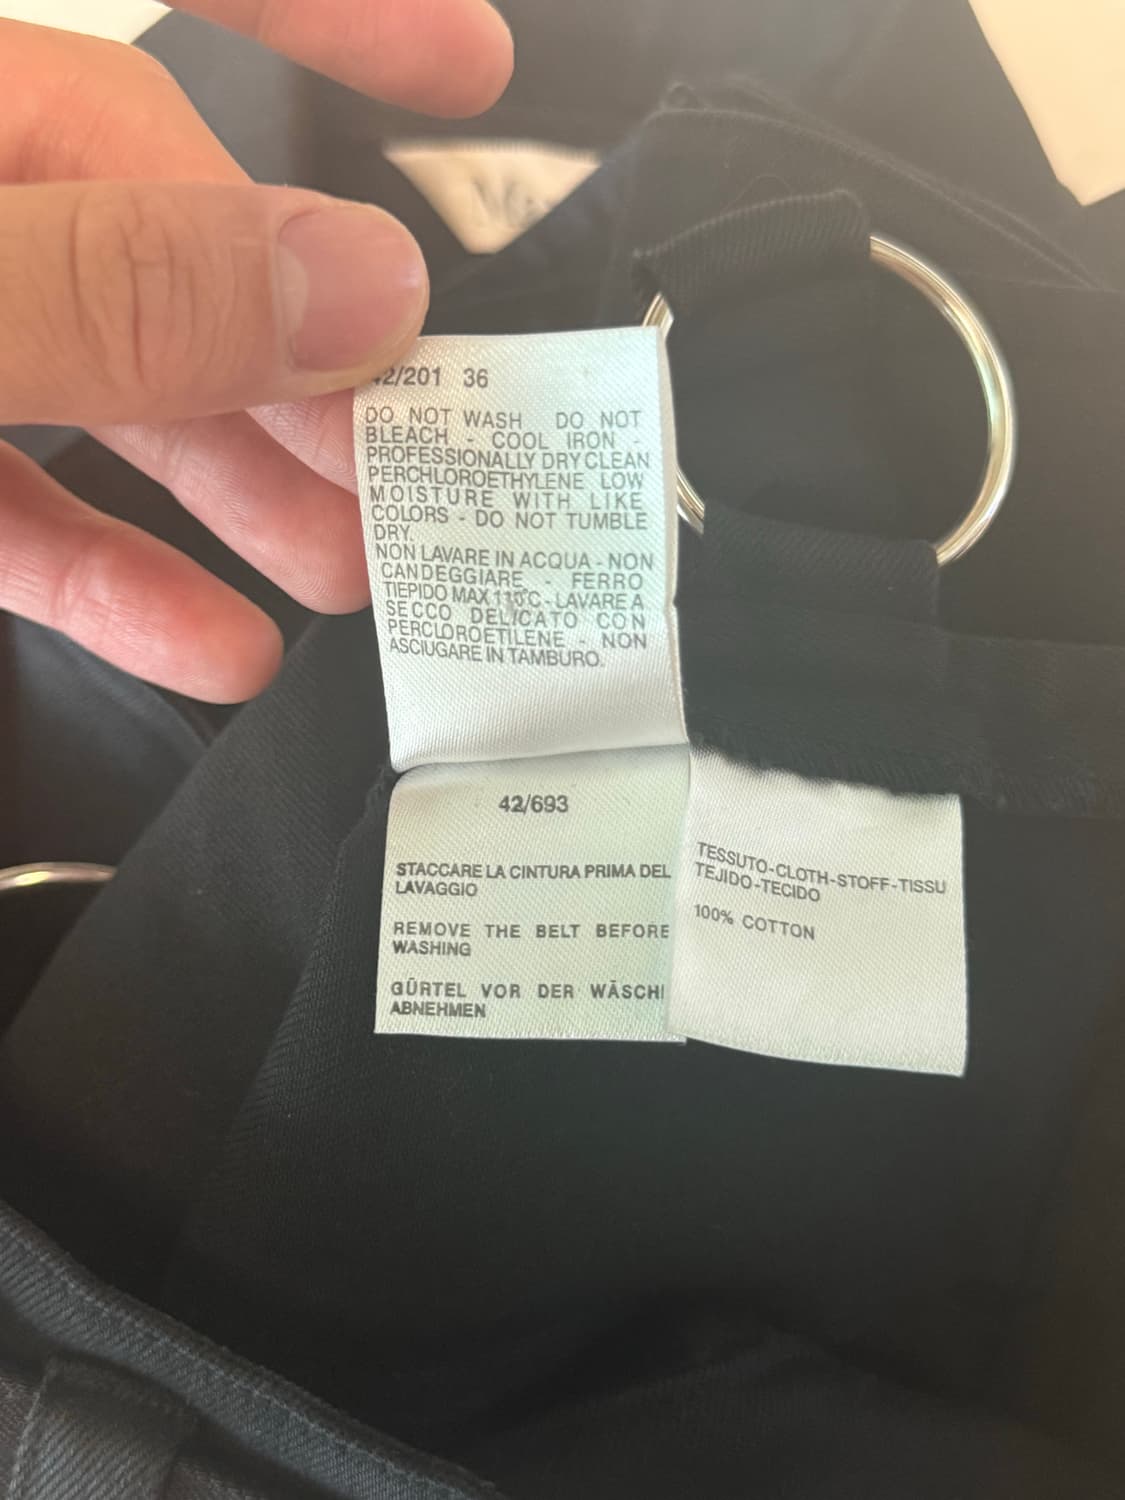 2/201 36
DO NOT WASH DO NOT
BLEACH - COOL IRON -
PROFESSIONALLY DRY CLEAN
PERCHLOROETHYLENE LOW
MOISTURE WITH LIKE
COLORS - DO NOT TUMBLE
DRY.
NON LAVARE IN ACQUA - NON
CANDEGGIARE - FERRO
TIEPIDO MAX 110°C - LAVARE A
SECCO DELICATO CON
PERCLOROETILENE - NON
ASCIUGARE IN TAMBURO.
42/693
STACCARE LA CINTURA PRIMA DEL
LAVAGGIO
REMOVE THE BELT BEFORE
WASHING
GÜRTEL VOR DER WÄSCH
ABNEHMEN
TESSUTO-CLOTH-STOFF-TISSU
TEJIDO-TECIDO
100% COTTON